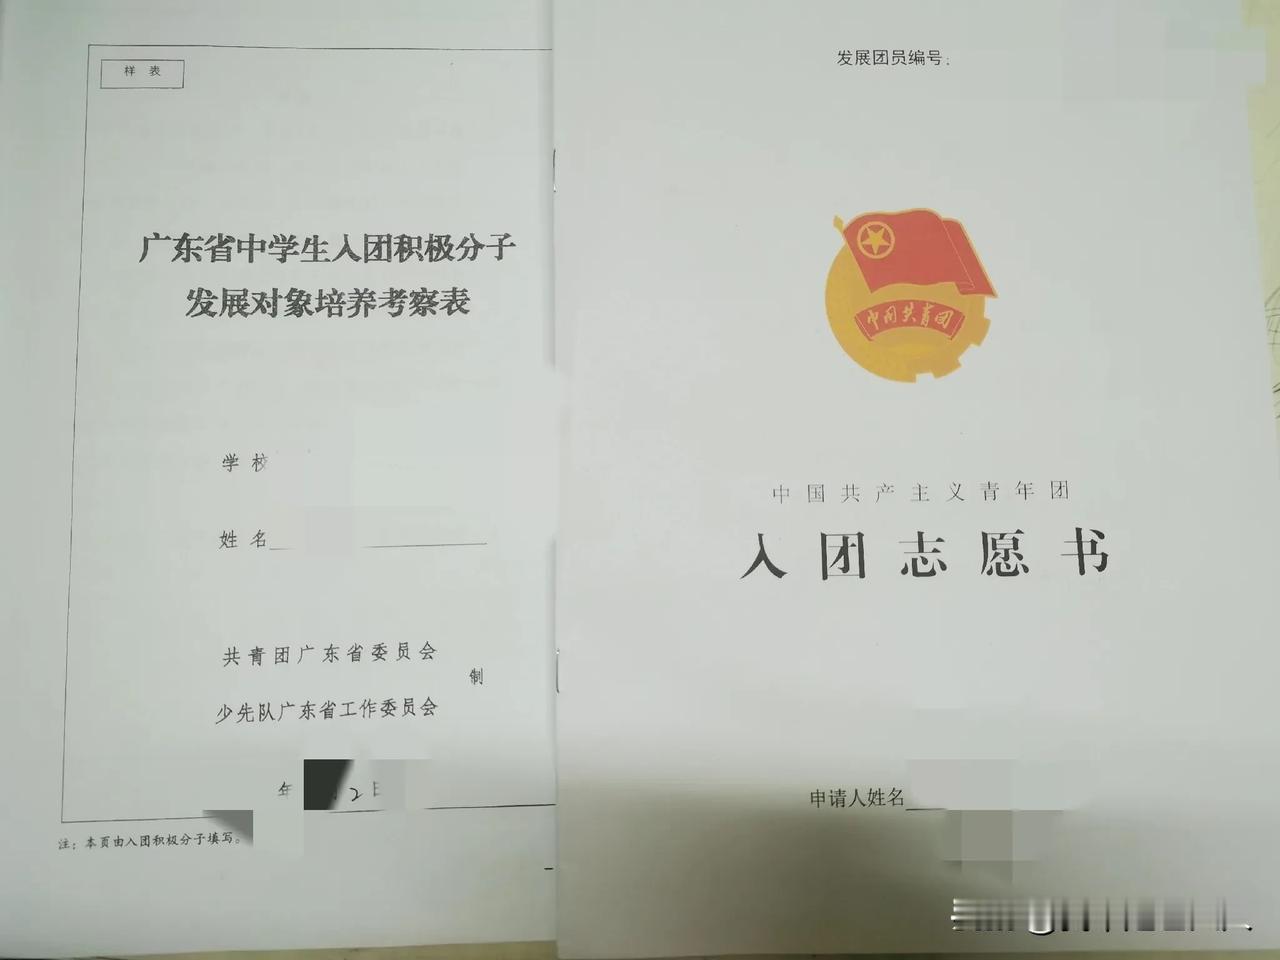 样 表
广东省中学生入团积极分子
发展对象培养考察表
学 校
姓 名
共青团广东省委员会
制
少先队广东省工作委员会
年 2日
注：本页由入团积极分子填写。
发展团员编号：
中国共青团
中国共产主义青年团
入团志愿书
申请人姓名